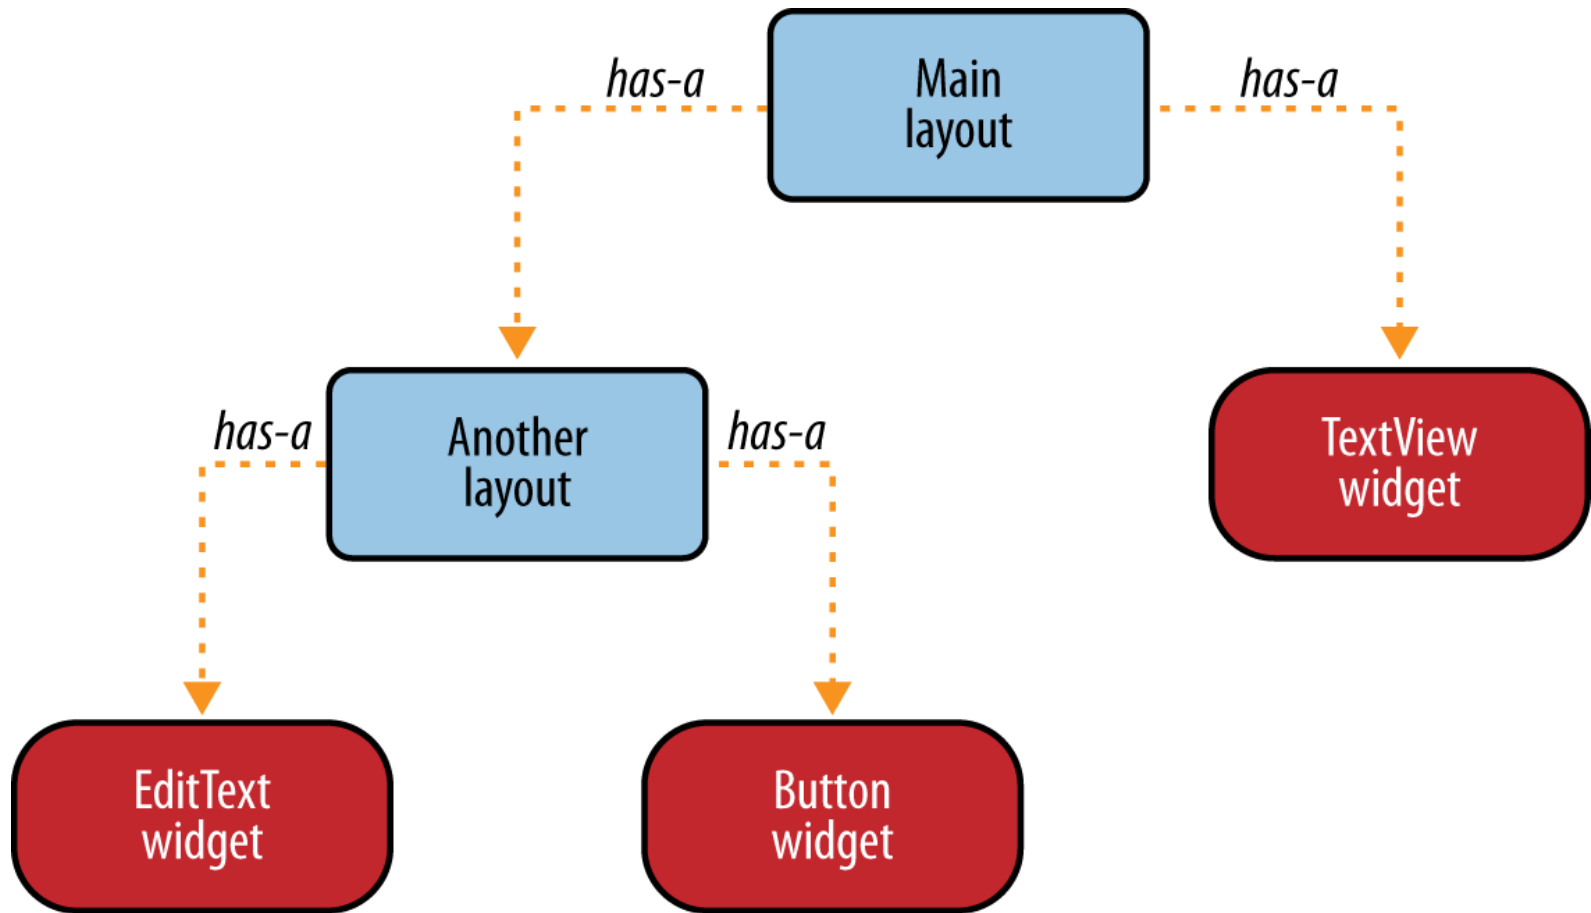 has-a
Main
layout
has-a
has-a
Another
layout
has-a
TextView
widget
EditText
widget
Button
widget